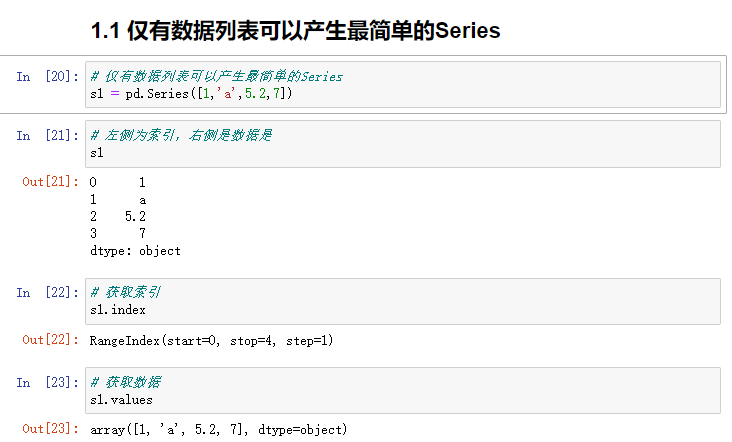 1.1 仅有数据列表可以产生最简单的Series
In [20]: # 仅有数据列表可以产生最简单的Series
s1 = pd.Series([1,'a',5.2,7])
In [21]: # 左侧为索引，右侧是数据是
s1
Out[21]: 0 1
1 a
2 5.2
3 7
dtype: object
In [22]: # 获取索引
s1.index
Out[22]: RangeIndex(start=0, stop=4, step=1)
In [23]: # 获取数据
s1.values
Out[23]: array([1, 'a', 5.2, 7], dtype=object)